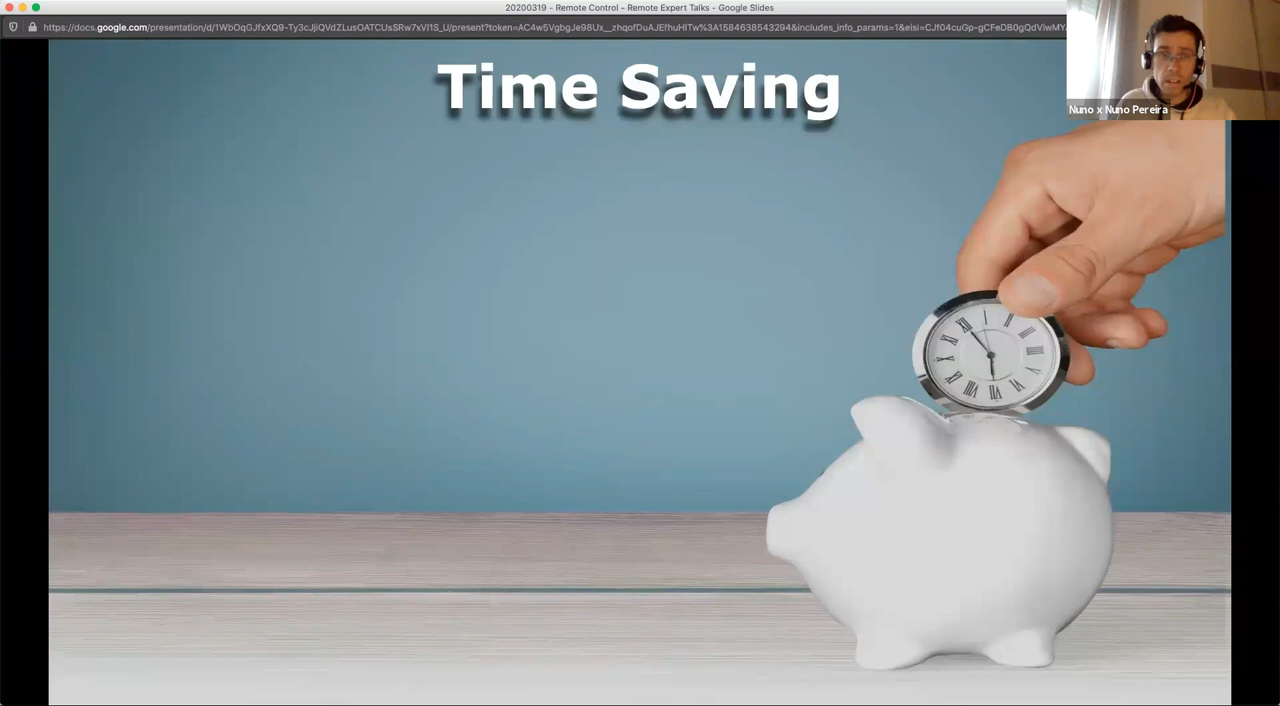 20200319 - Remote Control - Remote Expert Talks - Google Slides
Time Saving
Nuno x Nuno Pereira